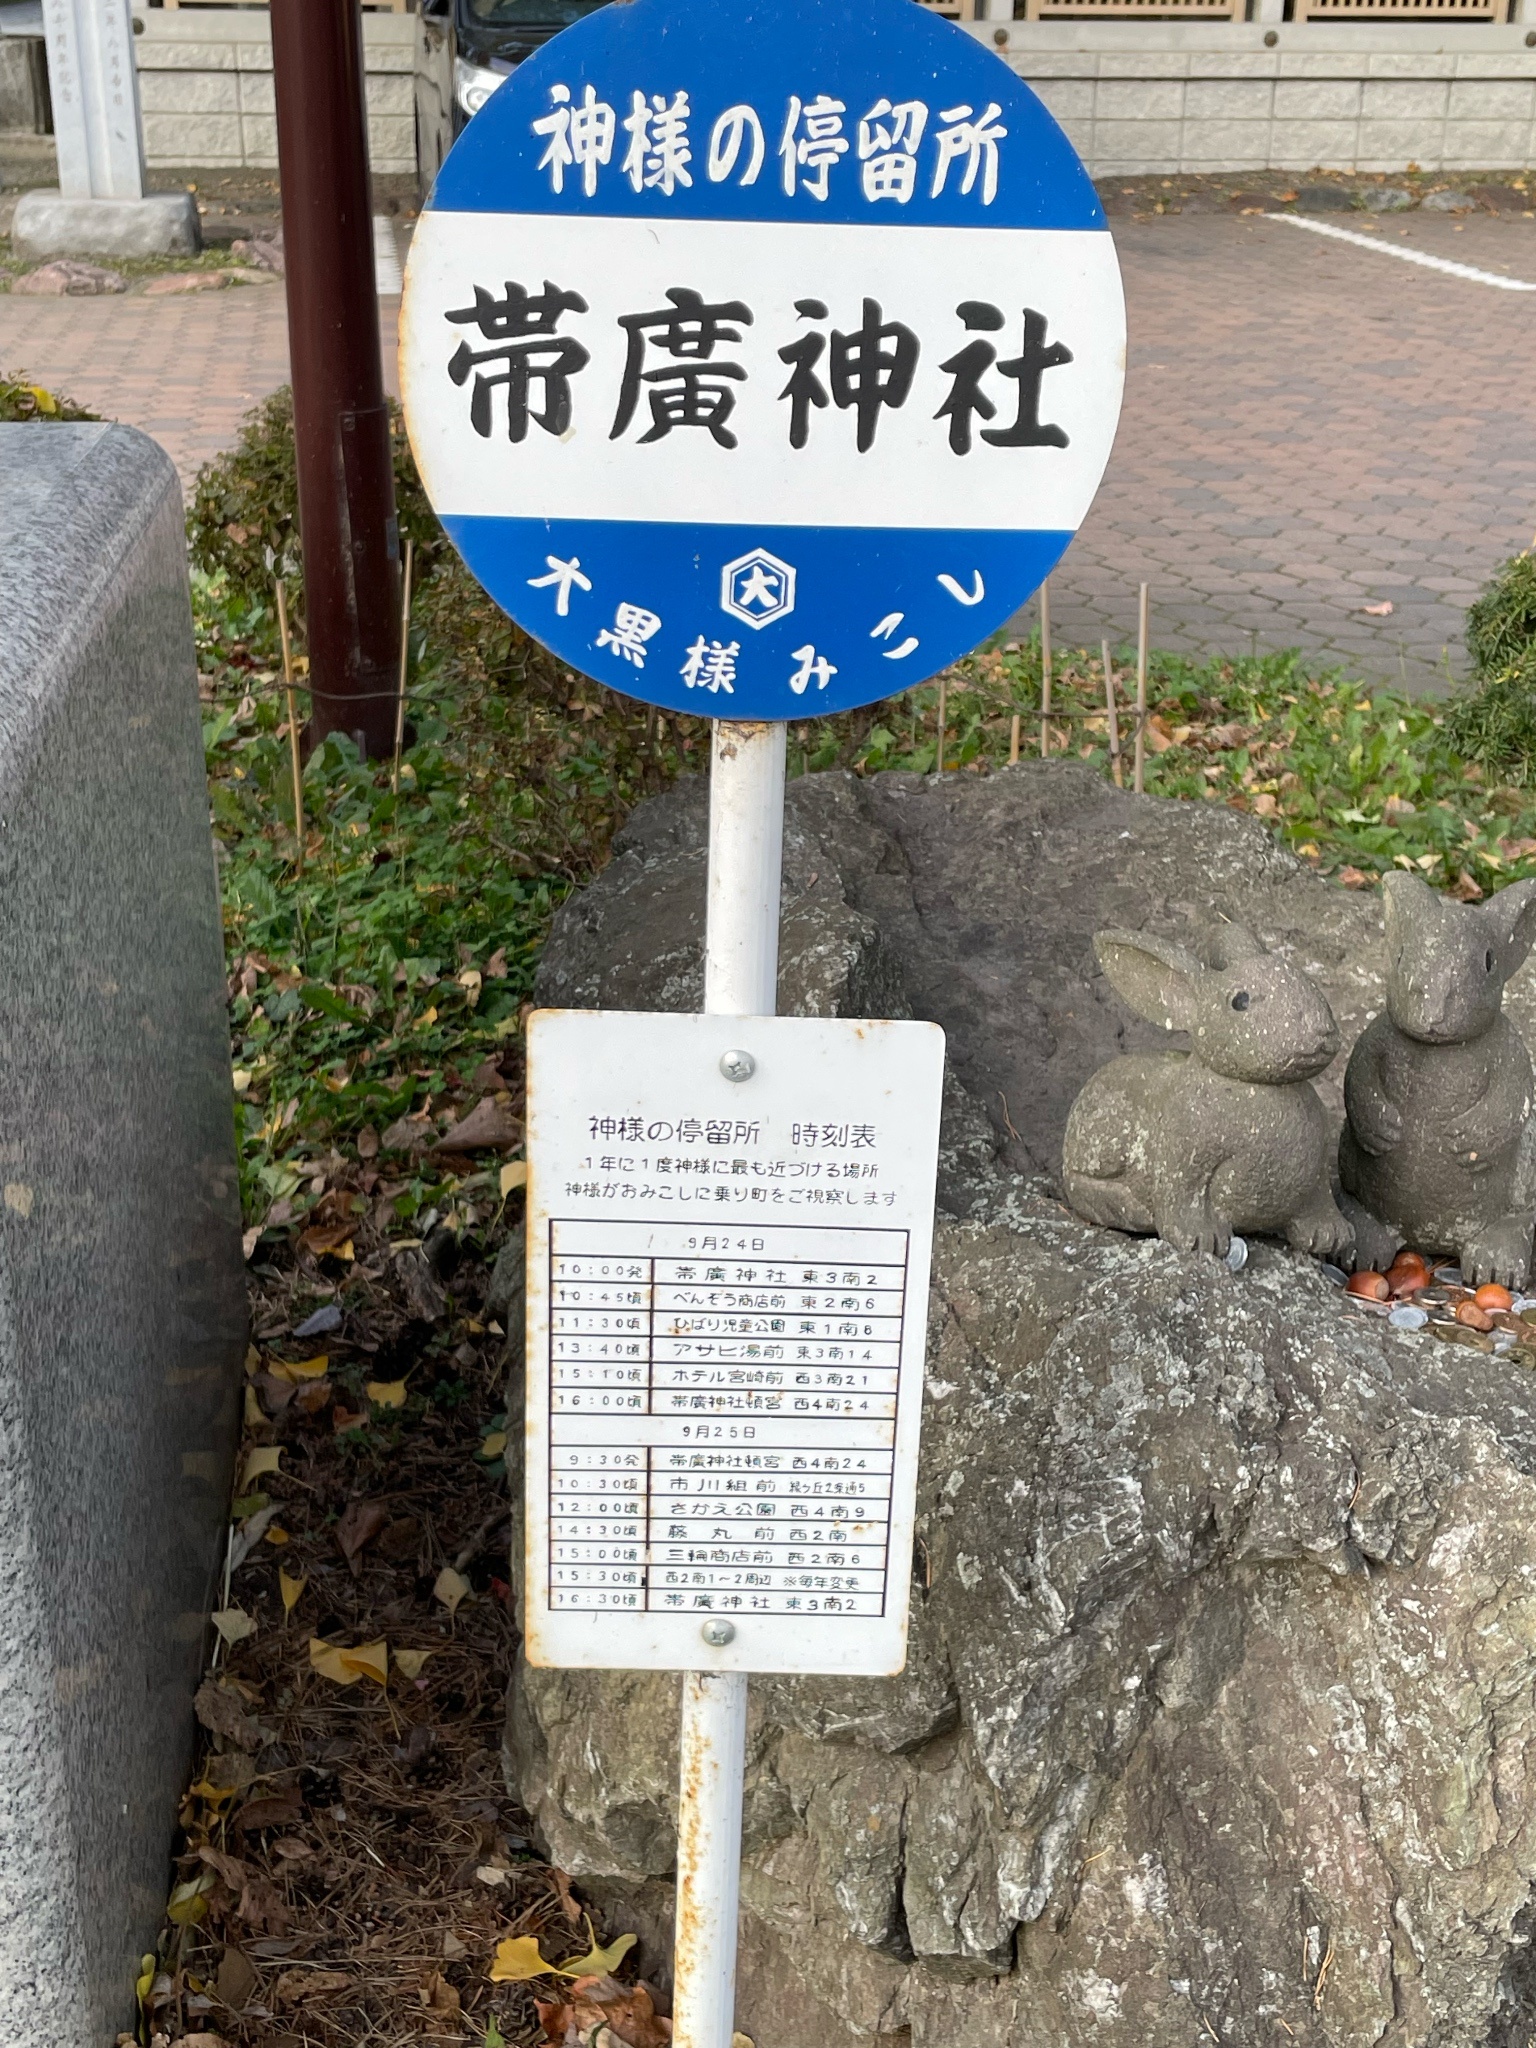 神様の停留所
帯廣神社
大
大黒様みこし
神様の停留所 時刻表
1年に1度神様に最も近づける場所
神様がおみこしに乗り町をご視察します
9月24日
10:00発 帯廣神社 東3南2
10:45頃 べんぞう商店前 東2南6
11:30頃 ひばり児童公園 東1南8
13:40頃 アサヒ湯前 東3南14
15:10頃 ホテル宮崎前 西3南21
16:00頃 帯廣神社頓宮 西4南24
9月25日
9:30発 帯廣神社頓宮 西4南24
10:30頃 市川組前
12:00頃 さかえ公園 西4南9
14:30頃 藤丸前 西2南
15:00頃 三輪商店前 西2南6
15:30頃 西2南1～2周辺 ※毎年変更
16:30頃 帯廣神社 東3南2